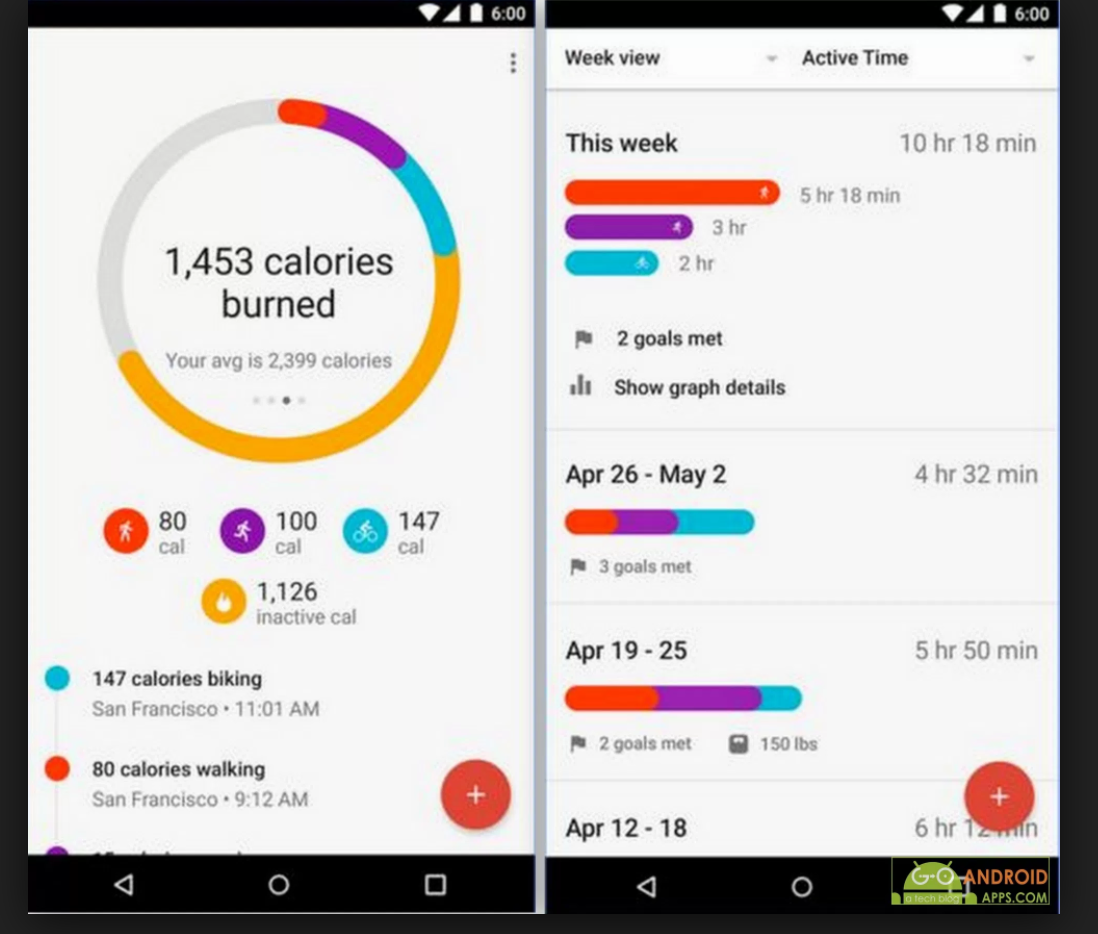 6:00
1,453 calories
burned
Your avg is 2,399 calories
80
cal
100
cal
147
cal
1,126
inactive cal
147 calories biking
San Francisco • 11:01 AM
80 calories walking
San Francisco • 9:12 AM
6:00
Week view
Active Time
This week
10 hr 18 min
5 hr 18 min
3 hr
2 hr
2 goals met
Show graph details
Apr 26 - May 2
4 hr 32 min
3 goals met
Apr 19 - 25
5 hr 50 min
2 goals met
150 lbs
Apr 12 - 18
6 hr 12 min
GO ANDROID
a tech blog APPS.COM